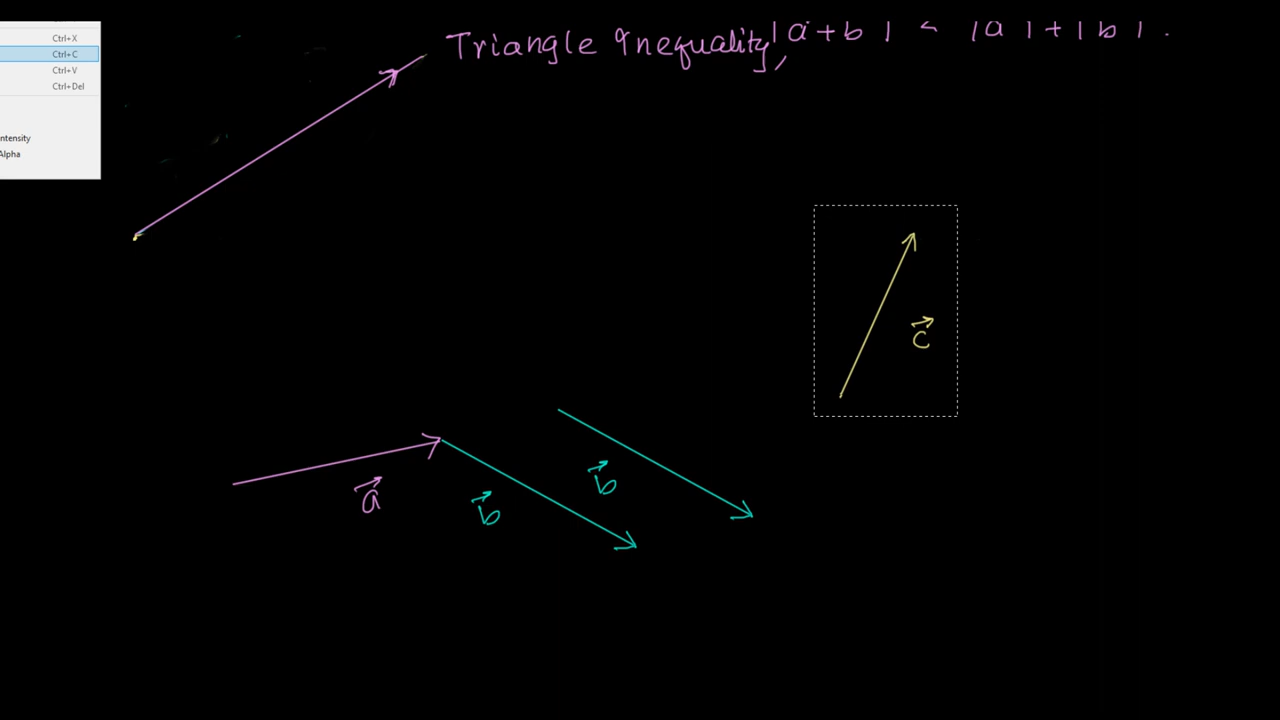 Ctrl+X
Ctrl+C
Ctrl+V
Ctrl+Del
ntensity
Alpha
Triangle Inequality, |a+b| < |a|+|b|.
c
a
b
b